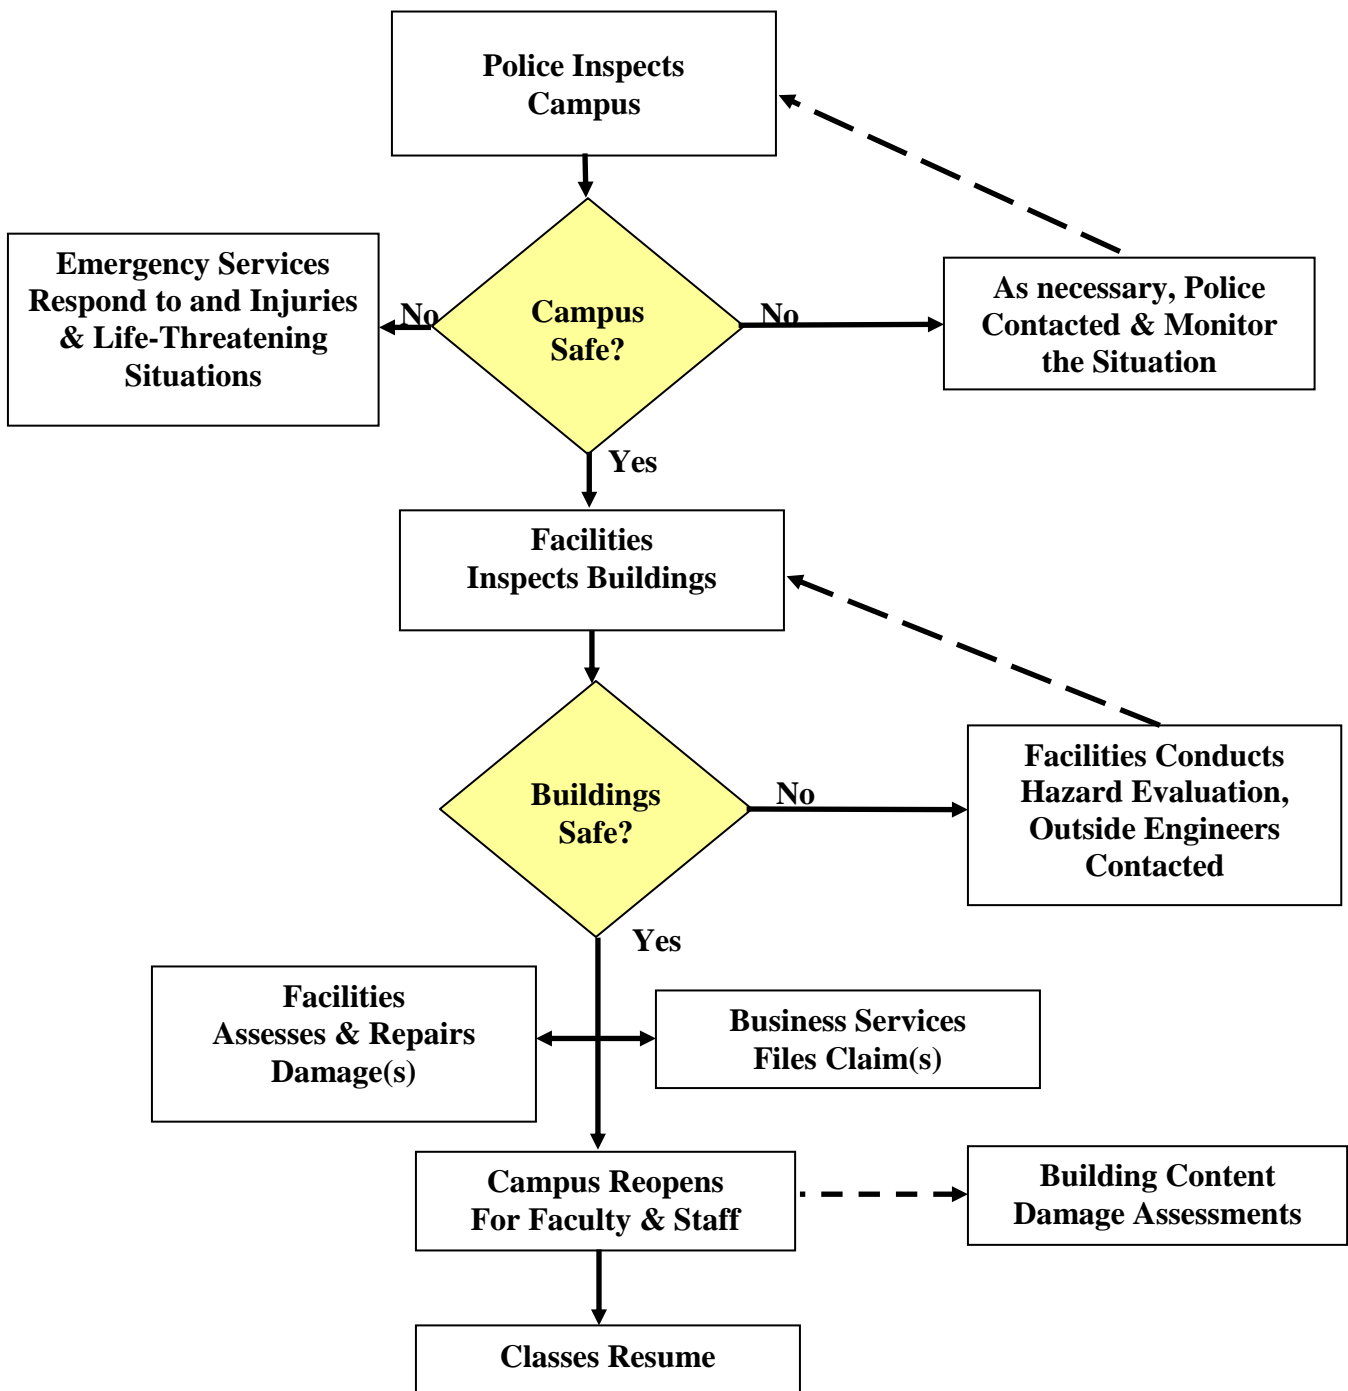 Police Inspects
Campus
Emergency Services
Respond to and Injuries
& Life-Threatening
Situations
No
Campus
Safe?
No
As necessary, Police
Contacted & Monitor
the Situation
Yes
Facilities
Inspects Buildings
Buildings
Safe?
No
Facilities Conducts
Hazard Evaluation,
Outside Engineers
Contacted
Yes
Facilities
Assesses & Repairs
Damage(s)
Business Services
Files Claim(s)
Campus Reopens
For Faculty & Staff
Building Content
Damage Assessments
Classes Resume